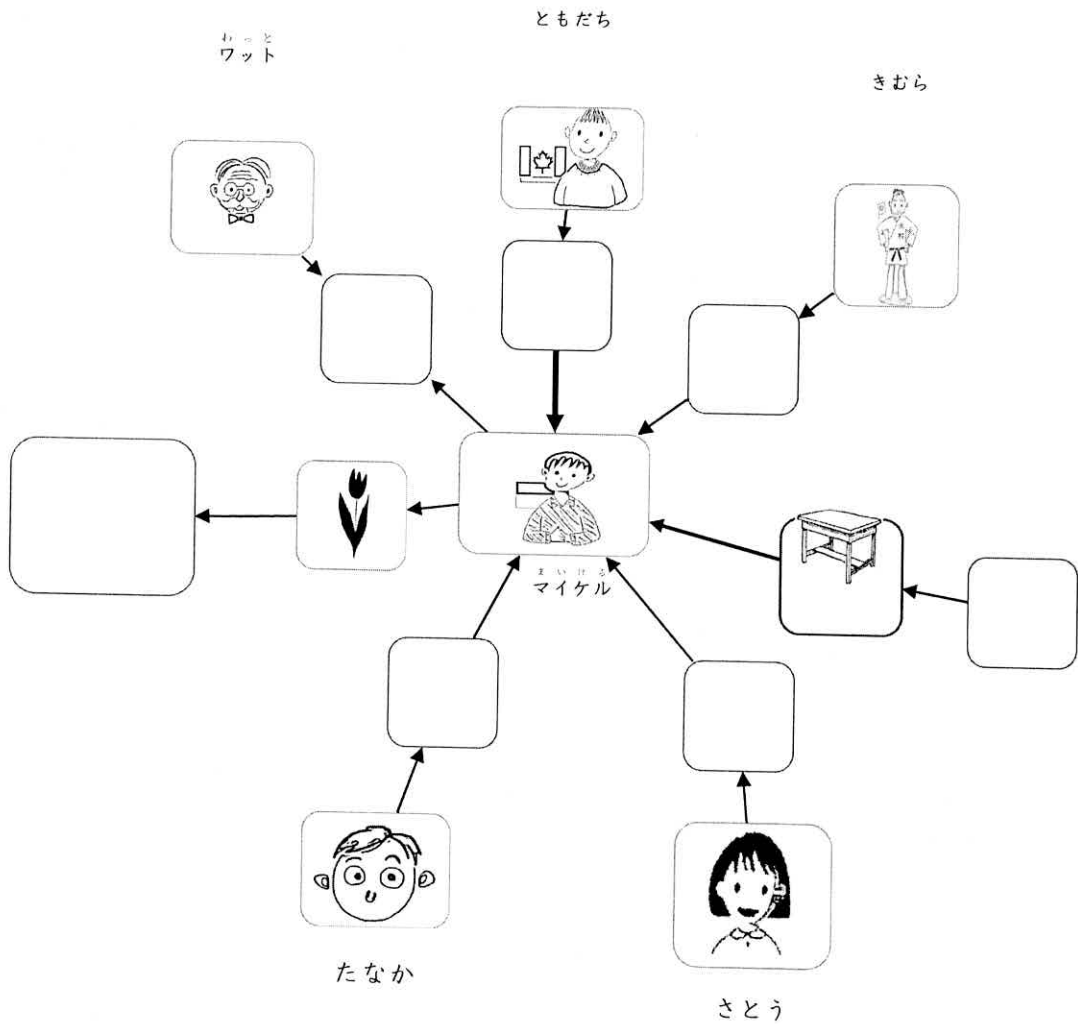 ともだち
わっと
ワット
きむら
まいける
マイケル
たなか
さとう